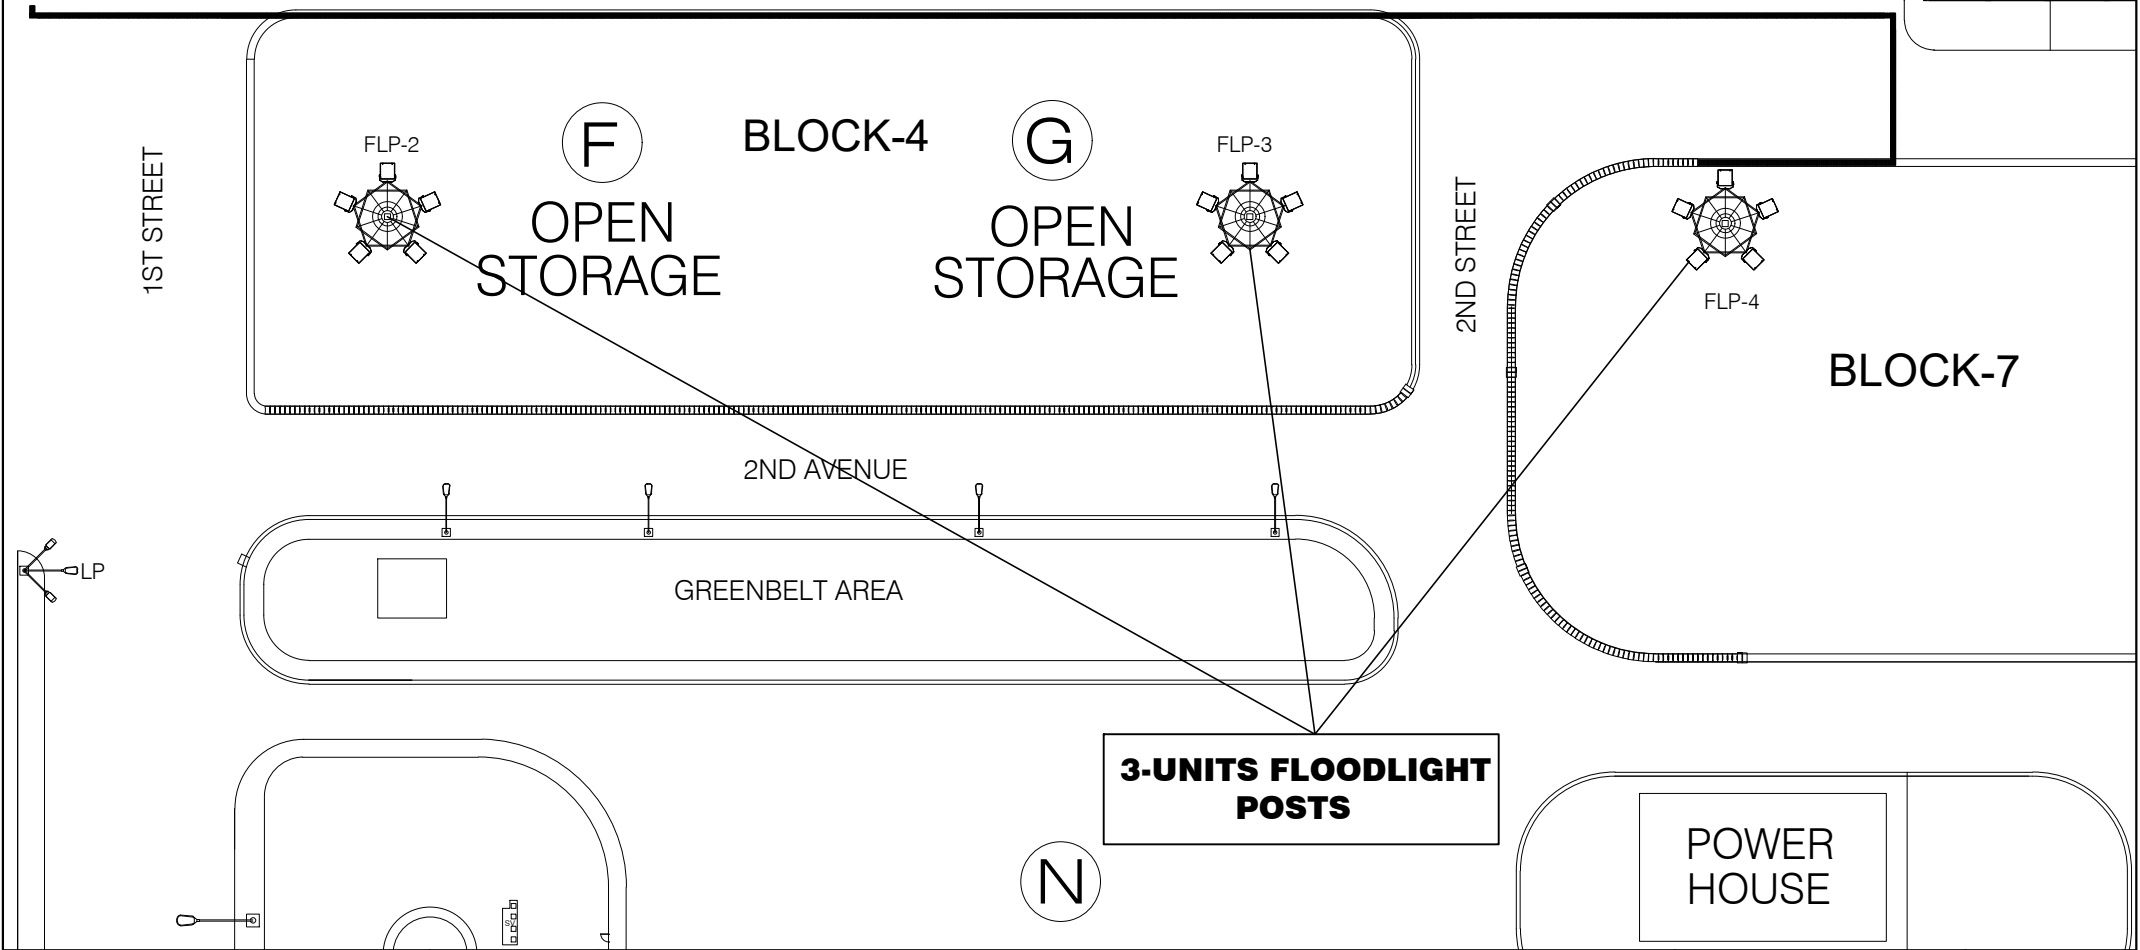 F
BLOCK-4
G
FLP-2
FLP-3
1ST STREET
OPEN
STORAGE
OPEN
STORAGE
2ND STREET
FLP-4
BLOCK-7
2ND AVENUE
LP
GREENBELT AREA
3-UNITS FLOODLIGHT
POSTS
N
POWER
HOUSE